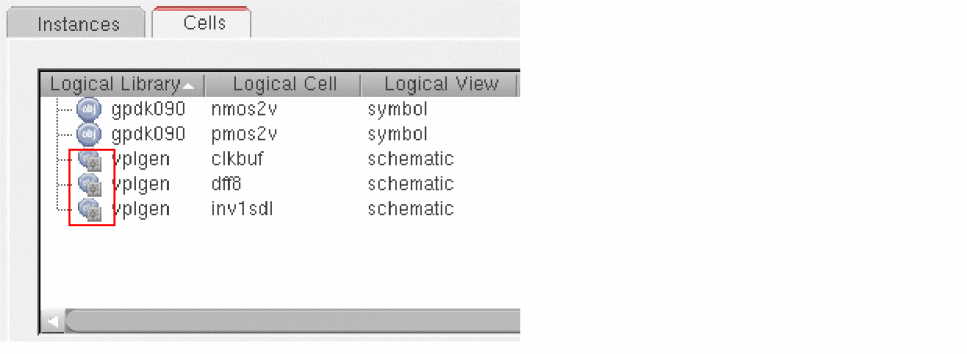 Instances Cells
Logical Library Logical Cell Logical View
obj gpdk090 nmos2v symbol
obj gpdk090 pmos2v symbol
vplgen clkbuf schematic
vplgen dff8 schematic
vplgen inv1sdl schematic